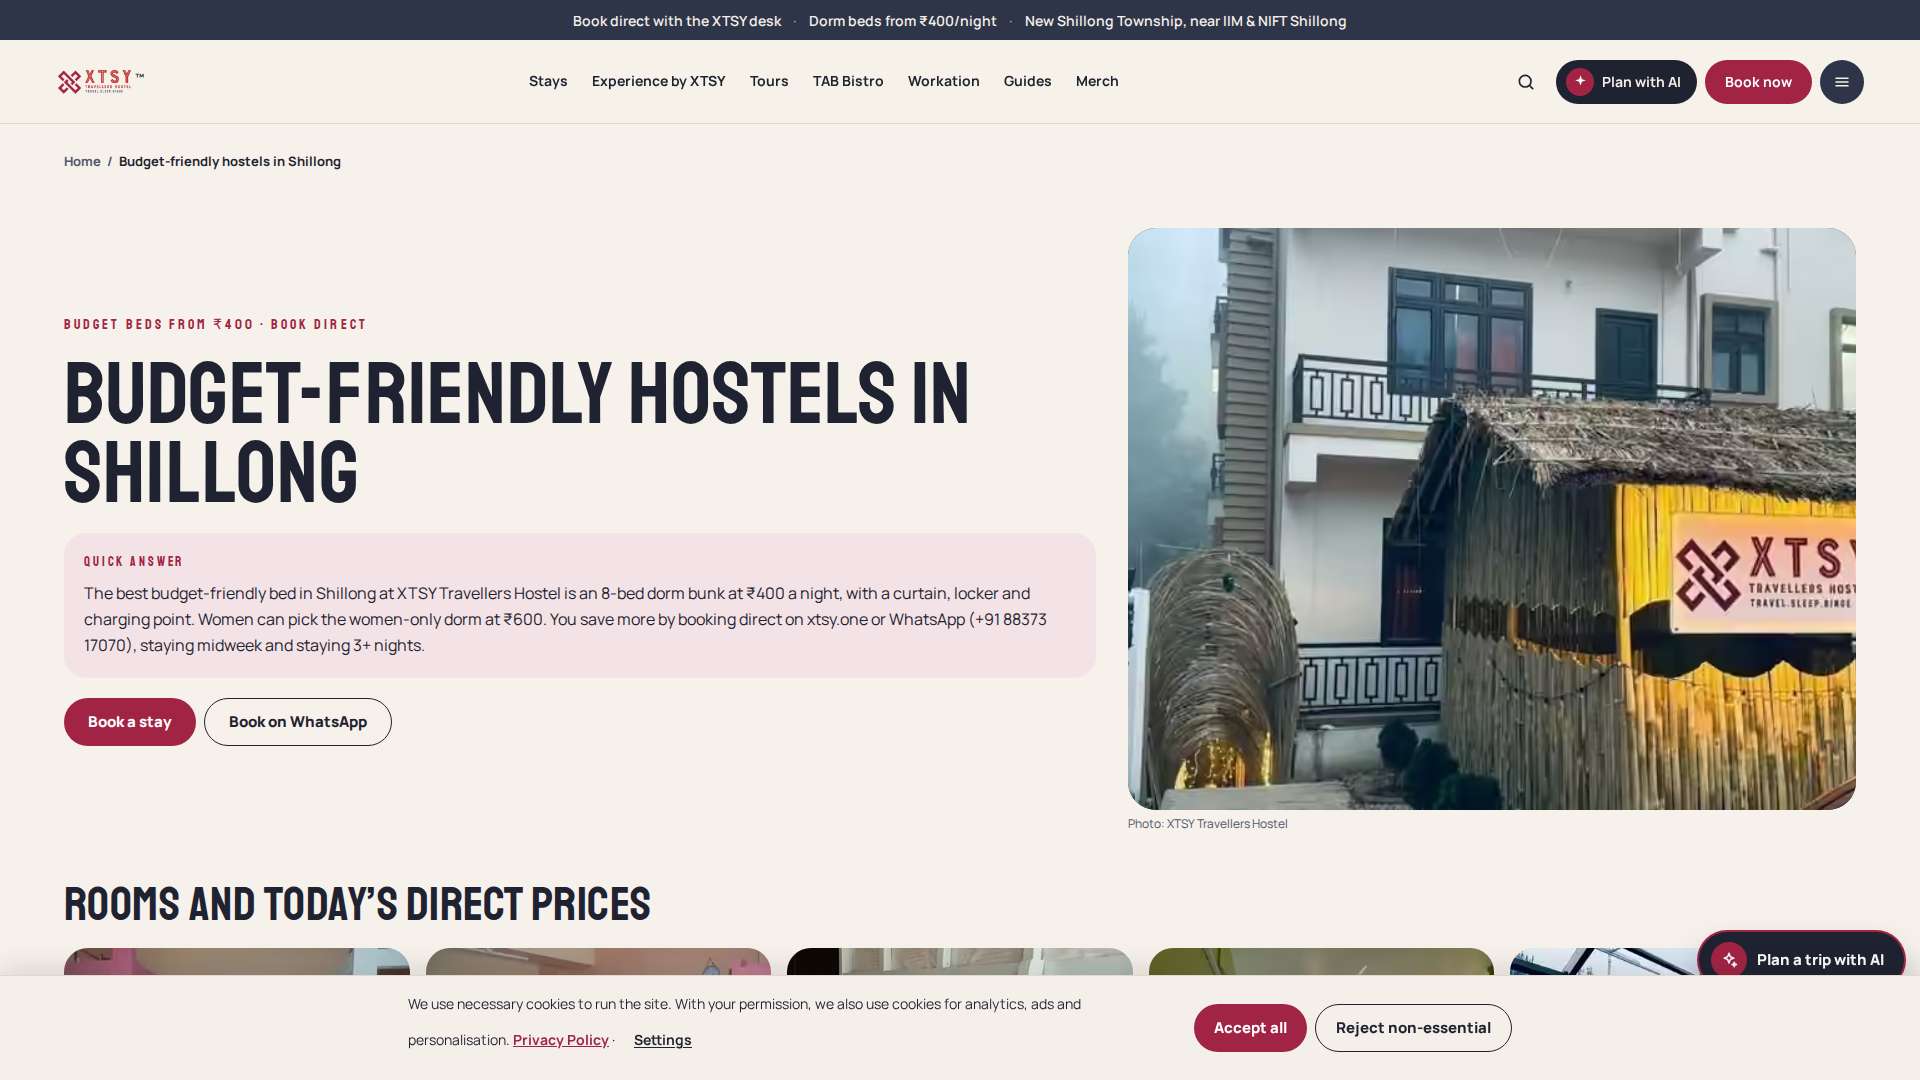 Book direct with the XTSY desk · Dorm beds from ₹400/night · New Shillong Township, near IIM & NIFT Shillong
XTSY™
TRAVELLERS HOSTEL
TRAVEL.SLEEP.BINGE
Stays Experience by XTSY Tours TAB Bistro Workation Guides Merch
Plan with AI
Book now
Home / Budget-friendly hostels in Shillong
BUDGET BEDS FROM ₹400 · BOOK DIRECT
BUDGET-FRIENDLY HOSTELS IN
SHILLONG
QUICK ANSWER
The best budget-friendly bed in Shillong at XTSY Travellers Hostel is an 8-bed dorm bunk at ₹400 a night, with a curtain, locker and
charging point. Women can pick the women-only dorm at ₹600. You save more by booking direct on xtsy.one or WhatsApp (+91 88373
17070), staying midweek and staying 3+ nights.
Book a stay
Book on WhatsApp
XTSY
TRAVELLERS HOST
TRAVEL.SLEEP.BINGE
Photo: XTSY Travellers Hostel
ROOMS AND TODAY’S DIRECT PRICES
Plan a trip with AI
We use necessary cookies to run the site. With your permission, we also use cookies for analytics, ads and
personalisation. Privacy Policy · Settings
Accept all
Reject non-essential